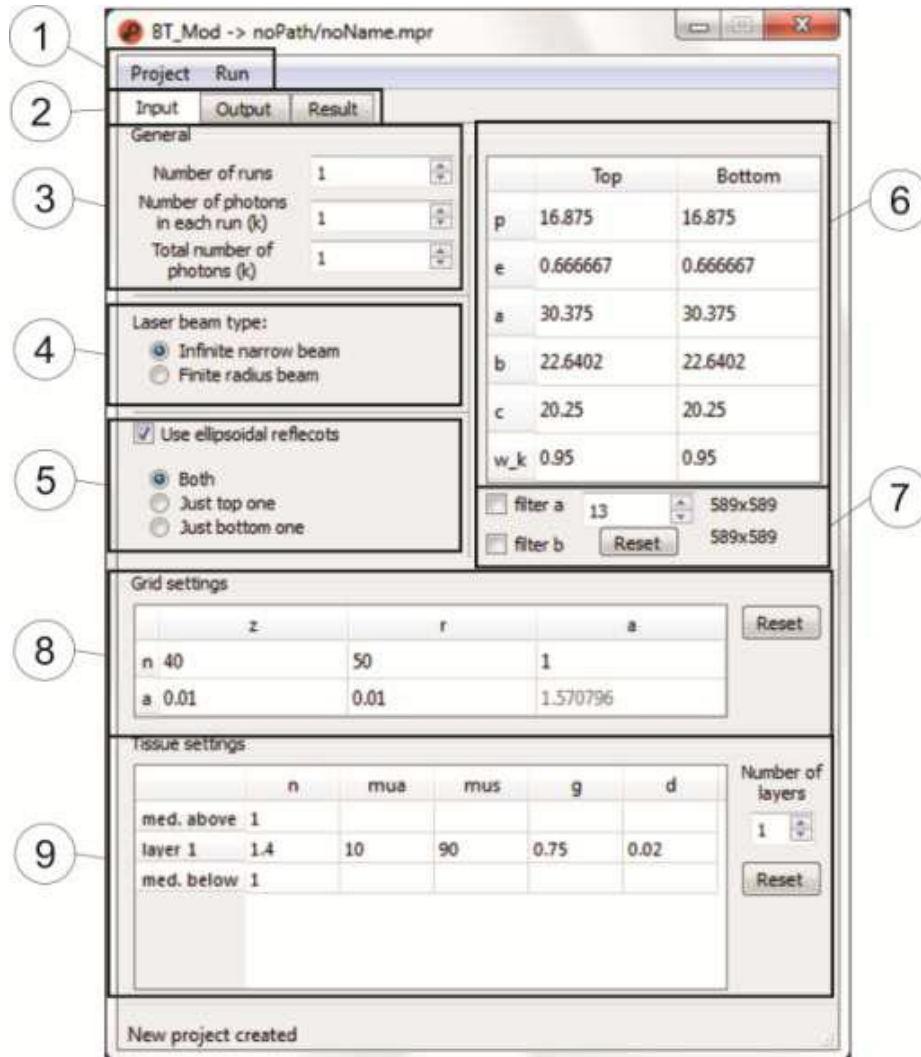 BT_Mod -> noPath/noName.mpr
1
Project Run
2
Input Output Result
3
General
Number of runs 1
Number of photons
in each run (k) 1
Total number of
photons (k) 1
4
Laser beam type:
Infinite narrow beam
Finite radius beam
5
Use ellipsoidal reflecots
Both
Just top one
Just bottom one
6
Top Bottom
p 16.875 16.875
e 0.666667 0.666667
a 30.375 30.375
b 22.6402 22.6402
c 20.25 20.25
w_k 0.95 0.95
7
filter a 13 589x589
filter b Reset 589x589
8
Grid settings
z r a
n 40 50 1
a 0.01 0.01 1.570796
Reset
9
Tissue settings
n mua mus g d
med. above 1
layer 1 1.4 10 90 0.75 0.02
med. below 1
Number of
layers
1
Reset
New project created